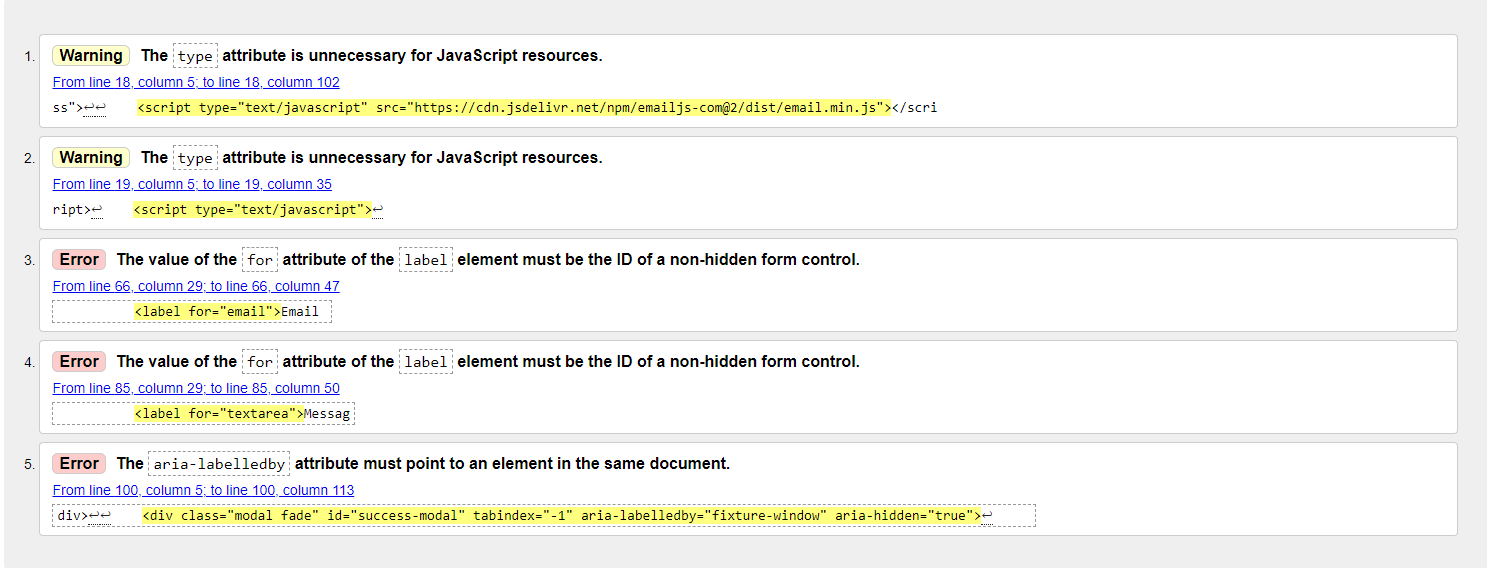 1. Warning The type attribute is unnecessary for JavaScript resources.
From line 18, column 5; to line 18, column 102
ss">↩↩    <script type="text/javascript" src="https://cdn.jsdelivr.net/npm/emailjs-com@2/dist/email.min.js"></scri
2. Warning The type attribute is unnecessary for JavaScript resources.
From line 19, column 5; to line 19, column 35
ript>↩    <script type="text/javascript">↩
3. Error The value of the for attribute of the label element must be the ID of a non-hidden form control.
From line 66, column 29; to line 66, column 47
<label for="email">Email
4. Error The value of the for attribute of the label element must be the ID of a non-hidden form control.
From line 85, column 29; to line 85, column 50
<label for="textarea">Messag
5. Error The aria-labelledby attribute must point to an element in the same document.
From line 100, column 5; to line 100, column 113
div>↩↩    <div class="modal fade" id="success-modal" tabindex="-1" aria-labelledby="fixture-window" aria-hidden="true">↩